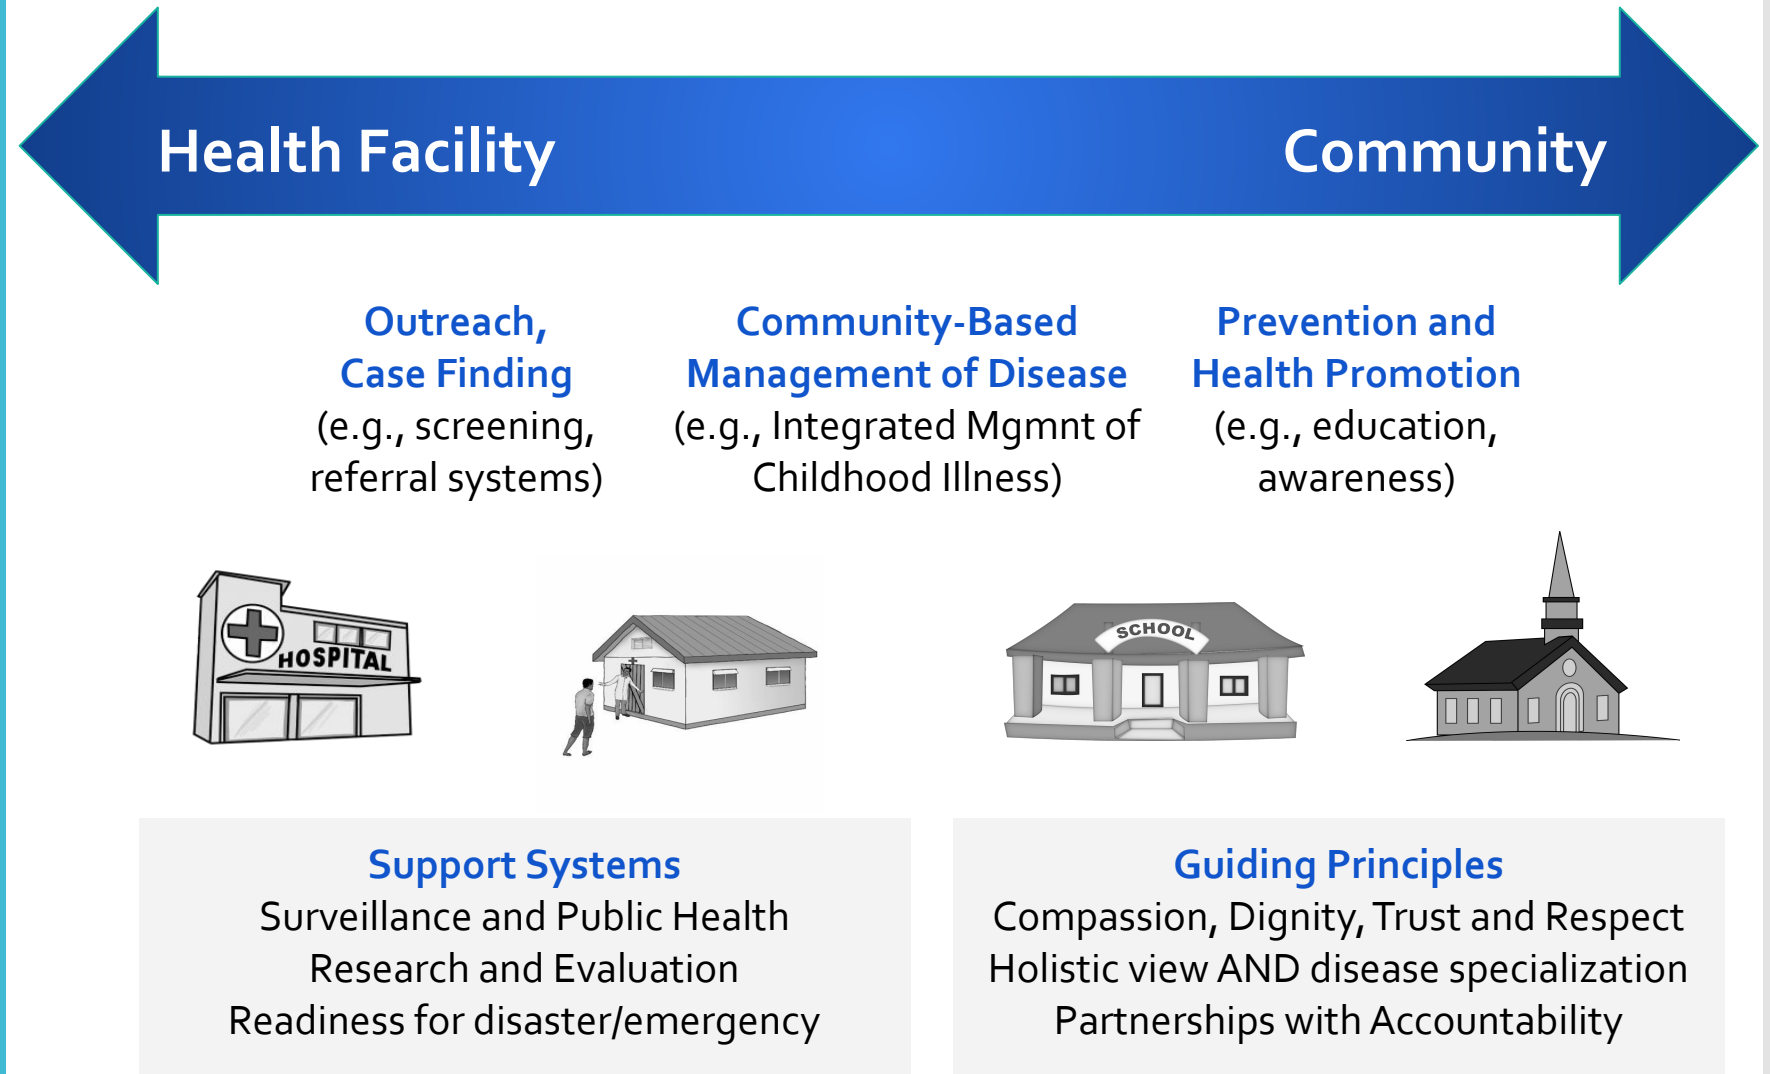 Health Facility
Community
Outreach,
Case Finding
(e.g., screening,
referral systems)
Community-Based
Management of Disease
(e.g., Integrated Mgmnt of
Childhood Illness)
Prevention and
Health Promotion
(e.g., education,
awareness)
HOSPITAL
SCHOOL
Support Systems
Surveillance and Public Health
Research and Evaluation
Readiness for disaster/emergency
Guiding Principles
Compassion, Dignity, Trust and Respect
Holistic view AND disease specialization
Partnerships with Accountability